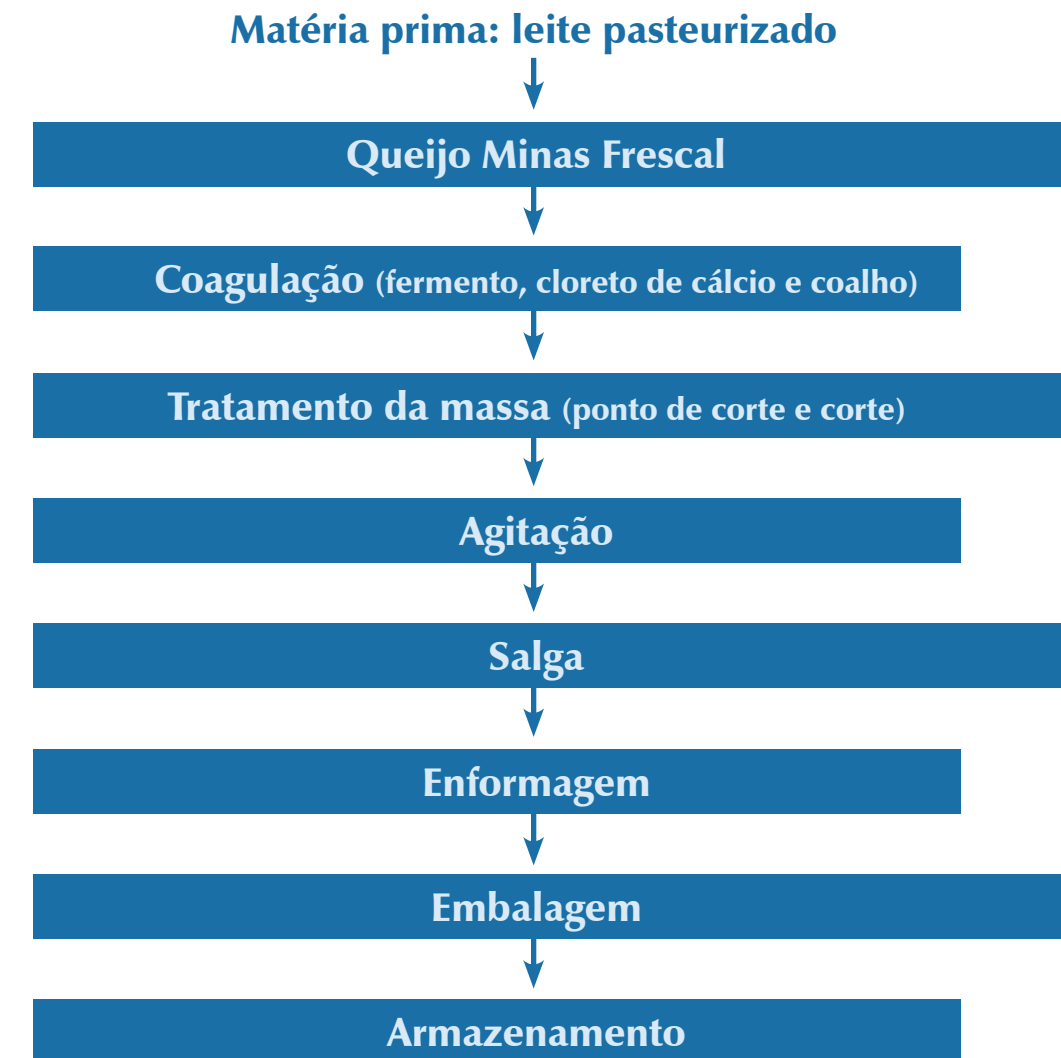 Matéria prima: leite pasteurizado
Queijo Minas Frescal
Coagulação (fermento, cloreto de cálcio e coalho)
Tratamento da massa (ponto de corte e corte)
Agitação
Salga
Enformagem
Embalagem
Armazenamento